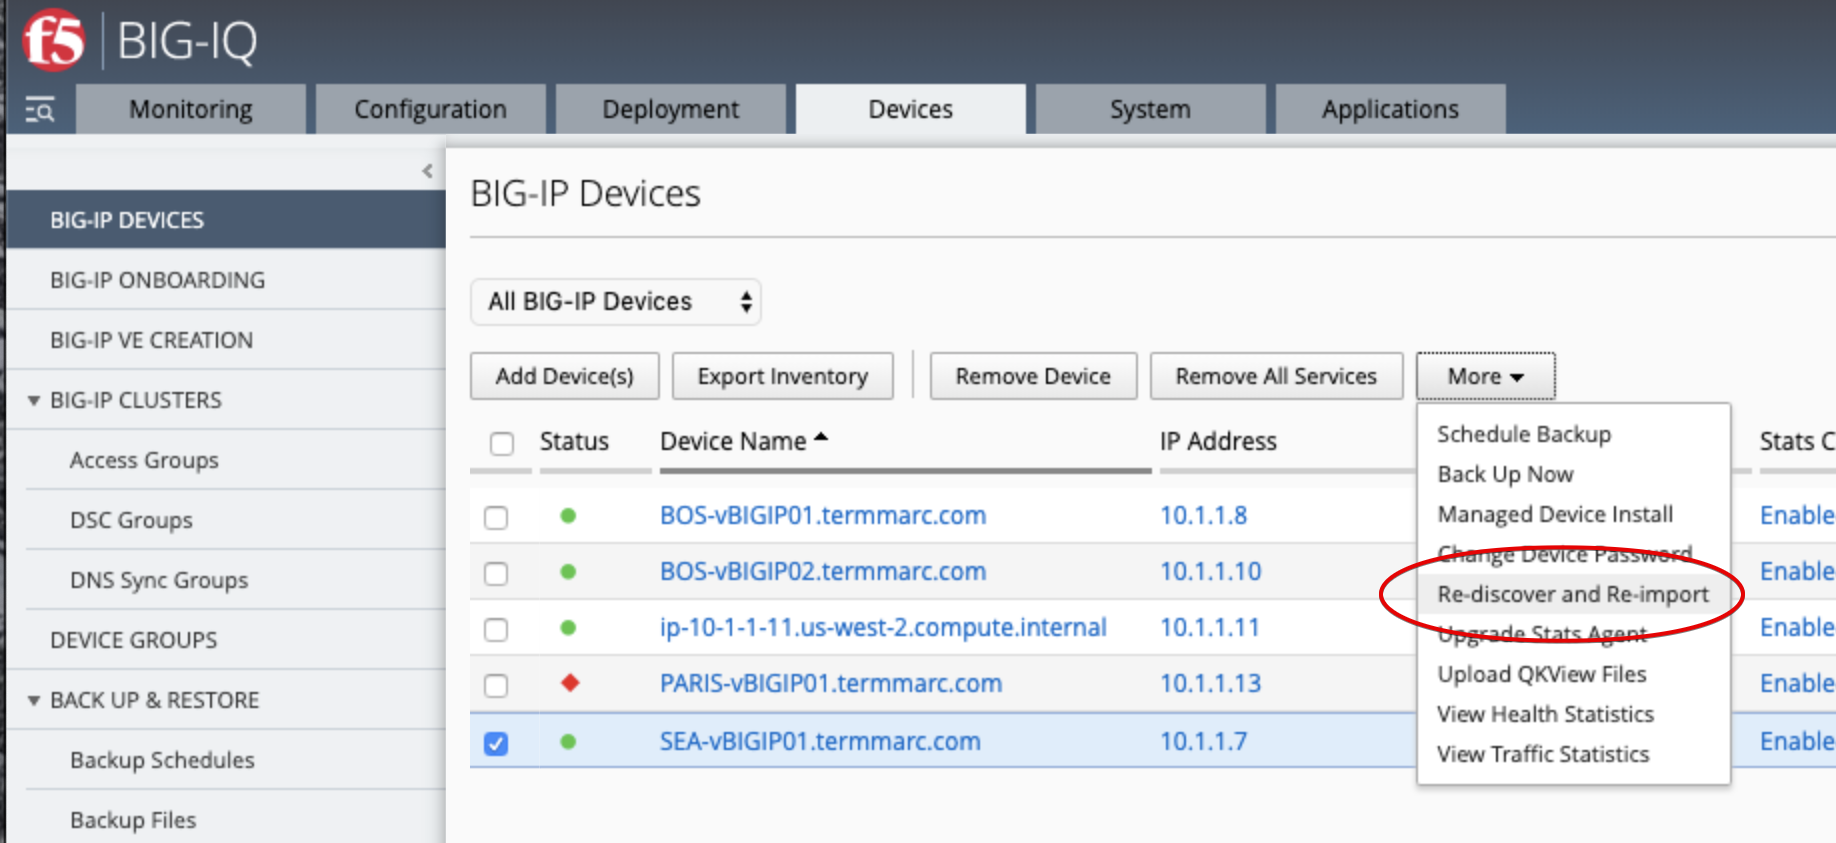 f5 BIG-IQ
Monitoring Configuration Deployment Devices System Applications
BIG-IP DEVICES
BIG-IP ONBOARDING
BIG-IP VE CREATION
BIG-IP CLUSTERS
Access Groups
DSC Groups
DNS Sync Groups
DEVICE GROUPS
BACK UP & RESTORE
Backup Schedules
Backup Files
BIG-IP Devices
All BIG-IP Devices
Add Device(s) Export Inventory Remove Device Remove All Services More
Status Device Name IP Address Stats C
BOS-vBIGIP01.termmarc.com 10.1.1.8 Enable
BOS-vBIGIP02.termmarc.com 10.1.1.10 Enable
ip-10-1-1-11.us-west-2.compute.internal 10.1.1.11 Enable
PARIS-vBIGIP01.termmarc.com 10.1.1.13 Enable
SEA-vBIGIP01.termmarc.com 10.1.1.7 Enable
Schedule Backup
Back Up Now
Managed Device Install
Change Device Password
Re-discover and Re-import
Upgrade Stats Agent
Upload QKView Files
View Health Statistics
View Traffic Statistics